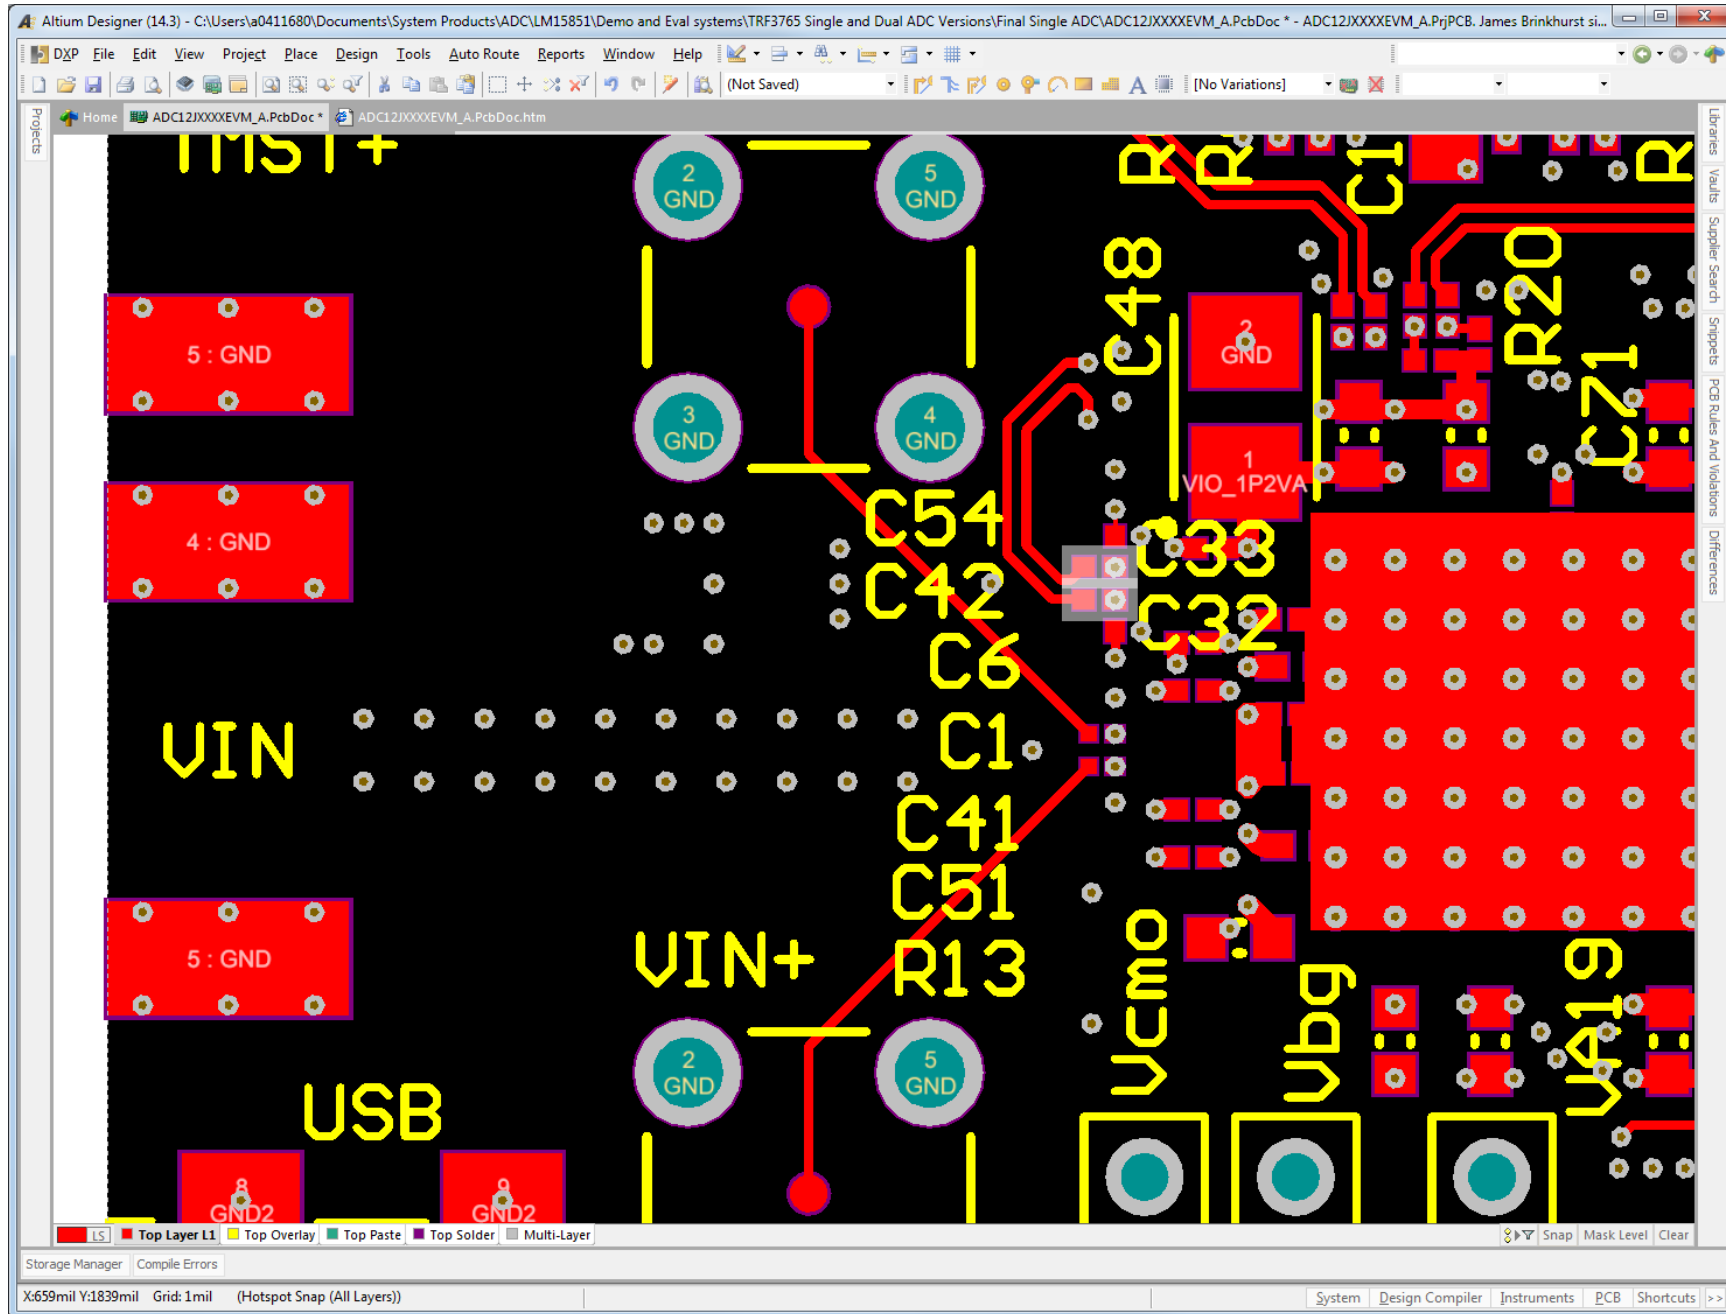 Altium Designer (14.3) - C:\Users\a0411680\Documents\System Products\ADC\LM15851\Demo and Eval systems\TRF3765 Single and Dual ADC Versions\Final Single ADC\ADC12JXXXXEVM_A.PcbDoc * - ADC12JXXXXEVM_A.PrjPCB. James Brinkhurst si...
DXP File Edit View Project Place Design Tools Auto Route Reports Window Help
(Not Saved) [No Variations]
Projects
Home ADC12JXXXXEVM_A.PcbDoc * ADC12JXXXXEVM_A.PcbDoc.htm
Libraries
Vaults
Supplier Search
Snippets
PCB Rules And Violations
Differences
TMST+
2
GND
5
GND
R
R
C1
R
C48
R20
C71
5 : GND
2
GND
3
GND
4
GND
1
VIO_1P2VA
4 : GND
C54
C33
C42
C32
C6
VIN
C1
C41
C51
5 : GND
VIN+
R13
Vcmo
Vbg
VA19
2
GND
5
GND
USB
8
GND2
9
GND2
LS Top Layer L1 Top Overlay Top Paste Top Solder Multi-Layer Snap Mask Level Clear
Storage Manager Compile Errors
X:659mil Y:1839mil Grid: 1mil (Hotspot Snap (All Layers)) System Design Compiler Instruments PCB Shortcuts >>